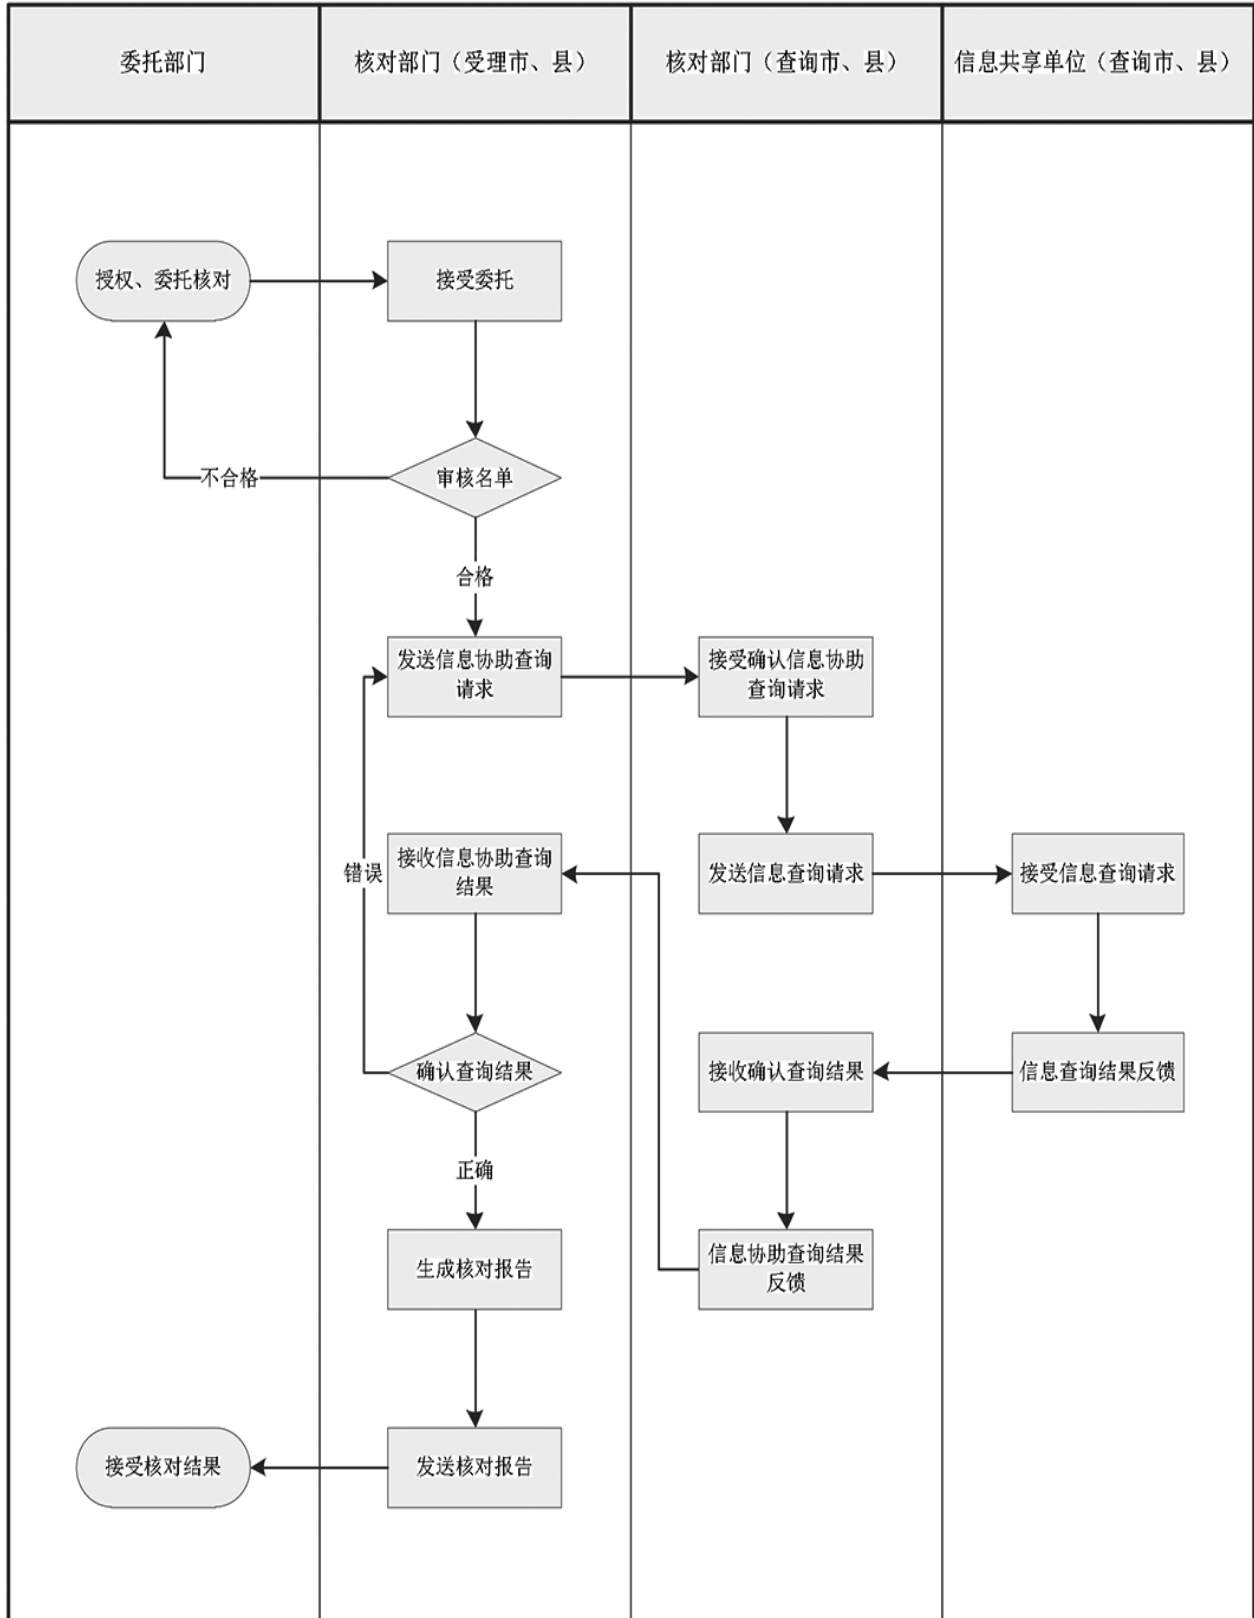 委托部门
核对部门（受理市、县）
核对部门（查询市、县）
信息共享单位（查询市、县）
授权、委托核对
接受委托
不合格
审核名单
合格
发送信息协助查询
请求
接受确认信息协助
查询请求
错误
接收信息协助查询
结果
发送信息查询请求
接受信息查询请求
确认查询结果
接收确认查询结果
信息查询结果反馈
正确
生成核对报告
信息协助查询结果
反馈
接受核对结果
发送核对报告